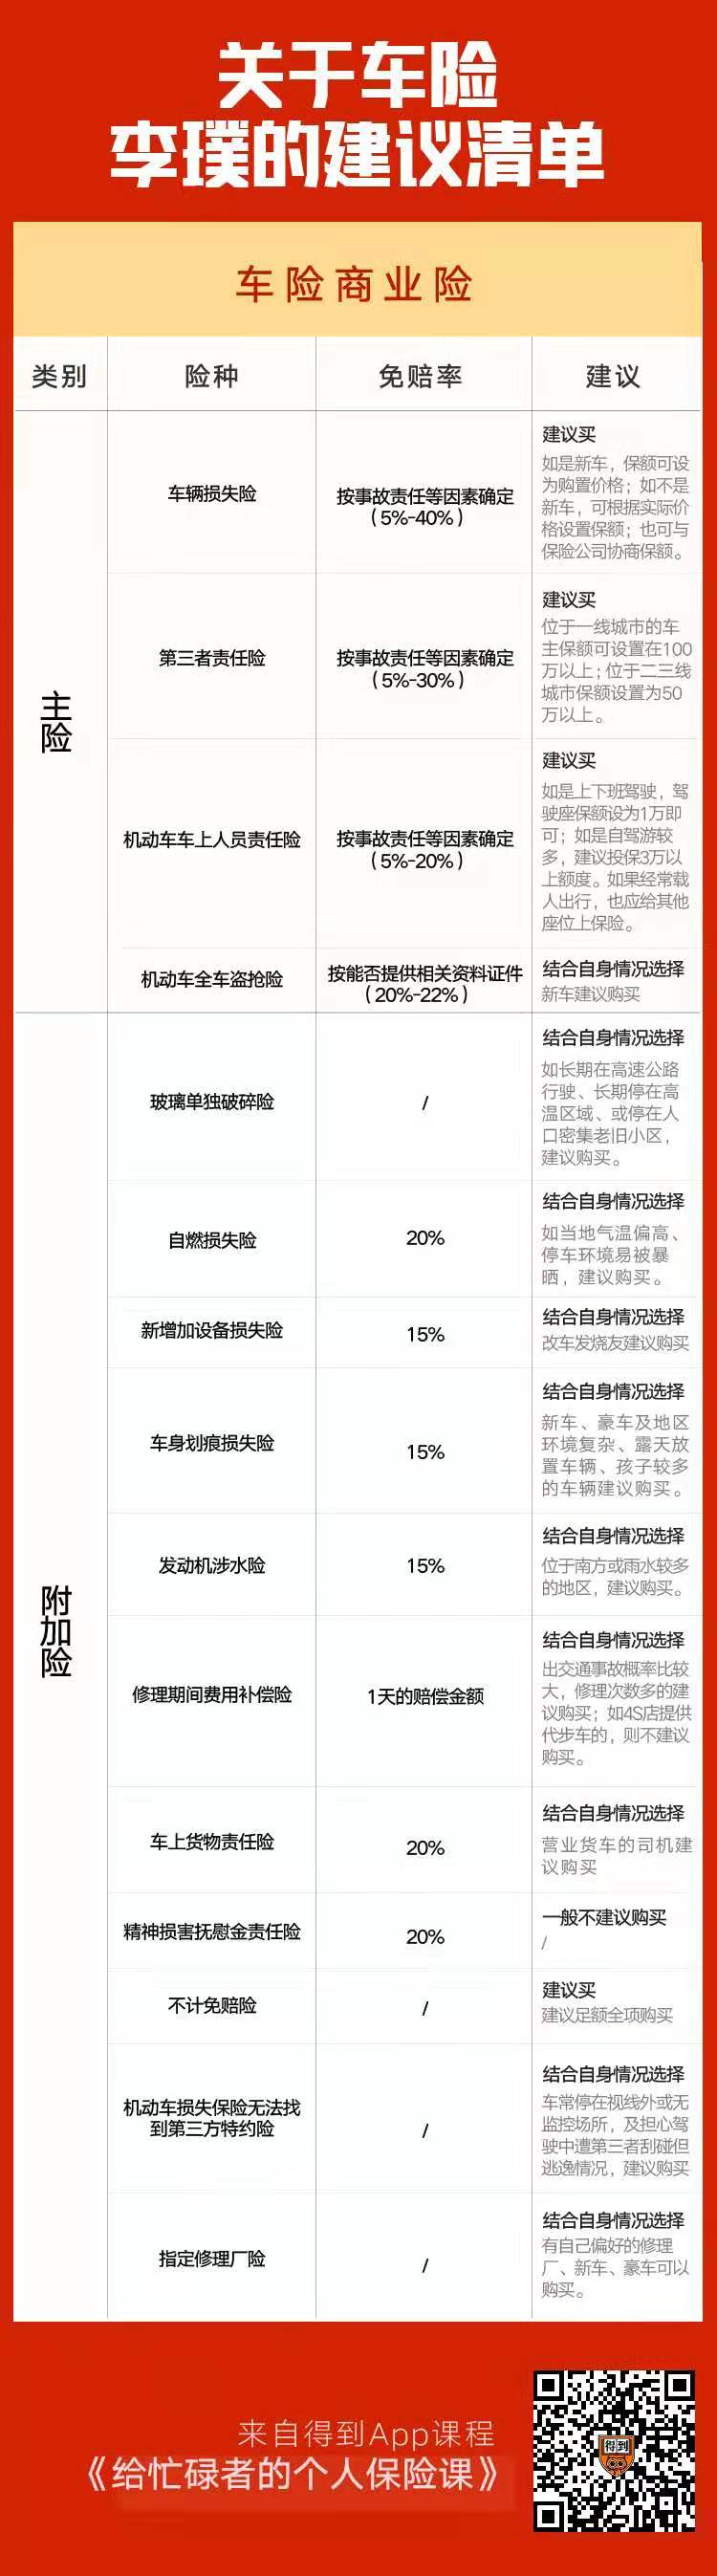 关于车险
李璞的建议清单
车险商业险
类别
险种
免赔率
建议
主险
车辆损失险
按事故责任等因素确定
(5%-40%)
建议买
如是新车，保额可设
为购置价格；如不是
新车，可根据实际价
格设置保额；也可与
保险公司协商保额。
第三者责任险
按事故责任等因素确定
(5%-30%)
建议买
位于一线城市的车
主保额可设置在100
万以上；位于二三线
城市保额设置为50
万以上。
机动车车上人员责任险
按事故责任等因素确定
(5%-20%)
建议买
如是上下班驾驶，驾
驶座保额设为1万即
可；如是自驾游较
多，建议投保3万以
上额度。如果经常载
人出行，也应给其他
座位上保险。
机动车全车盗抢险
按能否提供相关资料证件
(20%-22%)
结合自身情况选择
新车建议购买
附加险
玻璃单独破碎险
/
结合自身情况选择
如长期在高速公路
行驶、长期停在高
温区域、或停在人
口密集老旧小区，
建议购买。
自燃损失险
20%
结合自身情况选择
如当地气温偏高、
停车环境易被暴
晒，建议购买。
新增加设备损失险
15%
结合自身情况选择
改车发烧友建议购买
车身划痕损失险
15%
结合自身情况选择
新车、豪车及地区
环境复杂、露天放
置车辆、孩子较多
的车辆建议购买。
发动机涉水险
15%
结合自身情况选择
位于南方或雨水较多
的地区，建议购买。
修理期间费用补偿险
1天的赔偿金额
结合自身情况选择
出交通事故概率比较
大，修理次数多的建
议购买；如4S店提供
代步车的，则不建议
购买。
车上货物责任险
20%
结合自身情况选择
营业货车的司机建
议购买
精神损害抚慰金责任险
20%
一般不建议购买
/
不计免赔险
/
建议买
建议足额全项购买
机动车损失保险无法找
到第三方特约险
/
结合自身情况选择
车常停在视线外或无
监控场所，及担心驾
驶中遭第三者刮碰但
逃逸情况，建议购买
指定修理厂险
/
结合自身情况选择
有自己偏好的修理
厂、新车、豪车可以
购买。
来自得到App课程
《给忙碌者的个人保险课》
得到